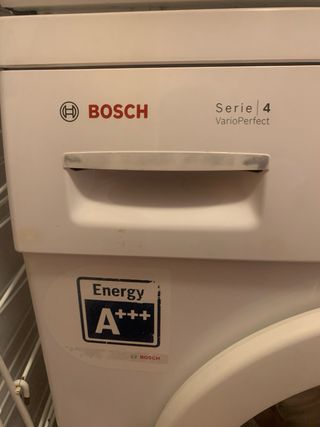 BOSCH
Serie | 4
VarioPerfect
Energy
A+++
BOSCH